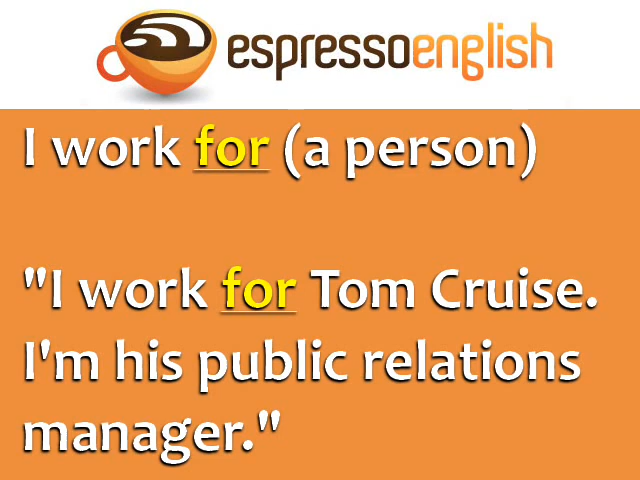 espressoenglish
I work for (a person)
"I work for Tom Cruise.
I'm his public relations
manager."